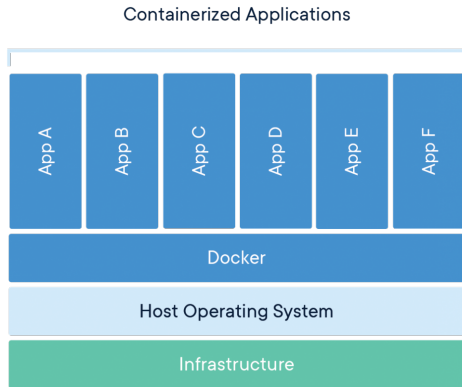 Containerized Applications
App A
App B
App C
App D
App E
App F
Docker
Host Operating System
Infrastructure